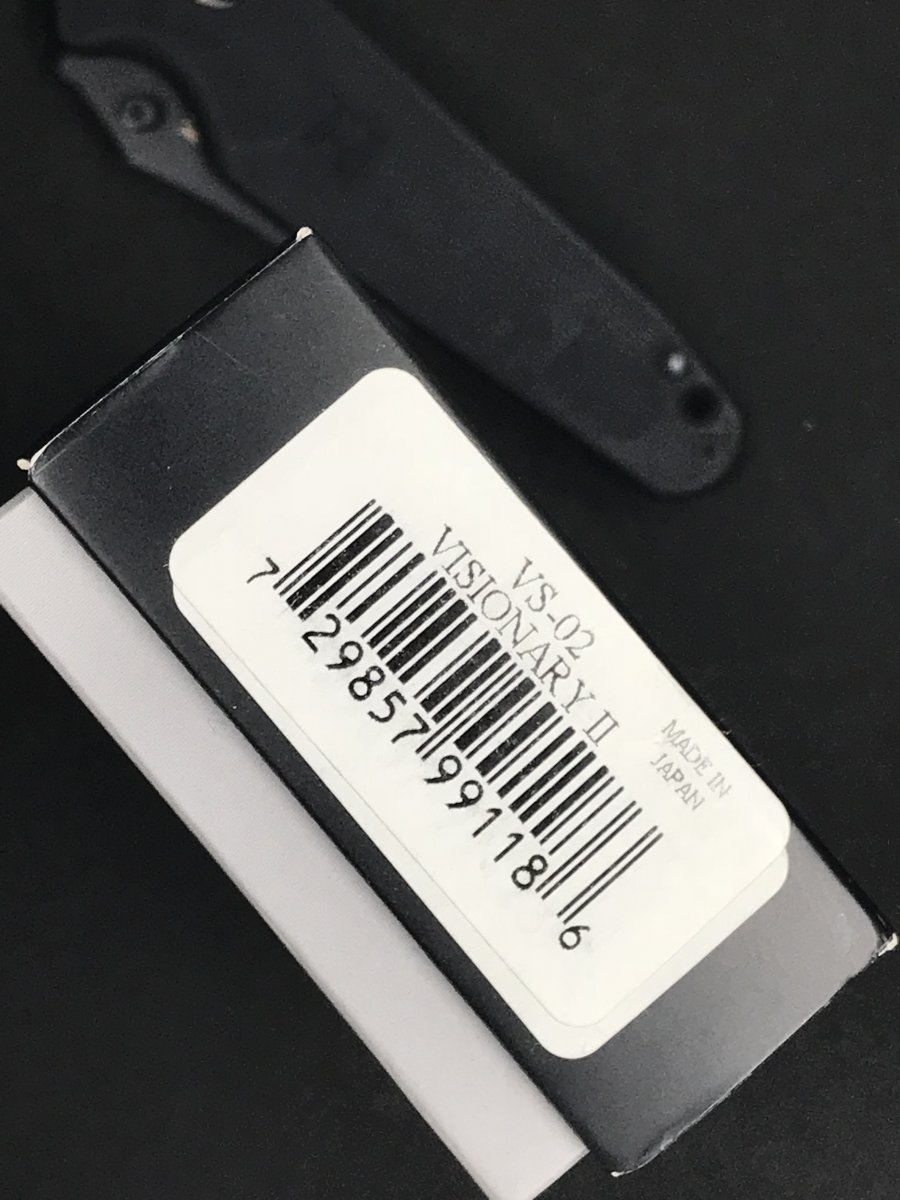 VS-02
VISIONARY II
MADE IN
JAPAN
7 29857 99118 6